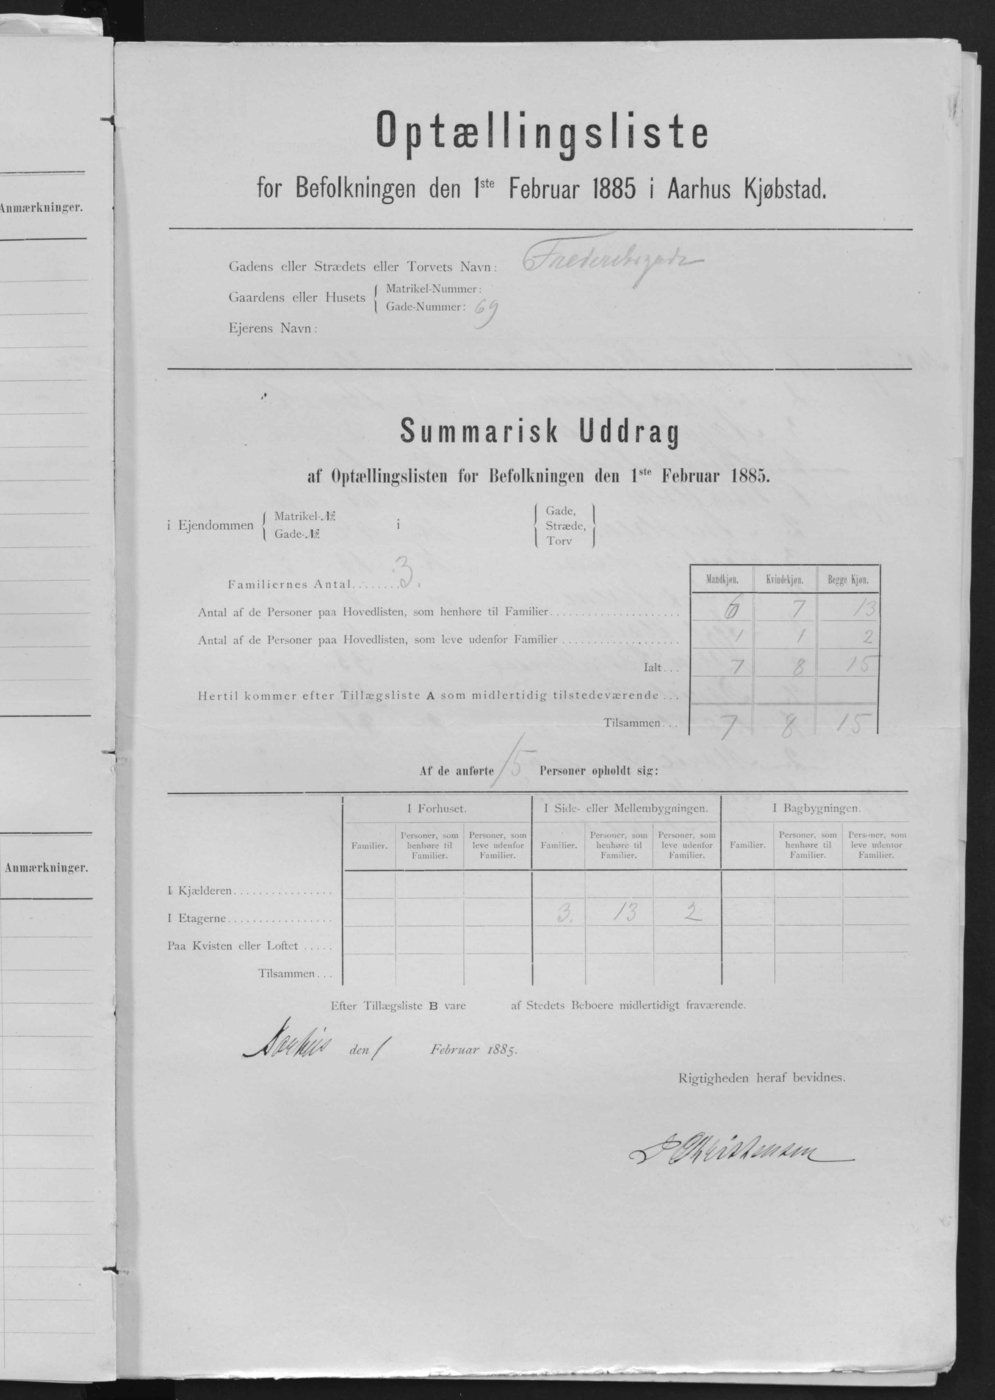 Anmærkninger.
Anmærkninger.
Optællingsliste
for Befolkningen den 1ste Februar 1885 i Aarhus Kjøbstad.
Gadens eller Strædets eller Torvets Navn: Frederiksgade
Gaardens eller Husets { Matrikel-Nummer:
Gade-Nummer: 69
Ejerens Navn:
Summarisk Uddrag
af Optællingslisten for Befolkningen den 1ste Februar 1885.
i Ejendommen { Matrikel-№ i { Gade, }
Gade-№ Stræde,
Torv
Familiernes Antal........3.
Mandkjøn. Kvindekjøn. Begge Kjøn.
Antal af de Personer paa Hovedlisten, som henhøre til Familier 6 7 13
Antal af de Personer paa Hovedlisten, som leve udenfor Familier 1 1 2
Ialt... 7 8 15
Hertil kommer efter Tillægsliste A som midlertidig tilstedeværende...
Tilsammen... 7 8 15
Af de anførte 15 Personer opholdt sig:
I Forhuset. I Side- eller Mellembygningen. I Bagbygningen.
Familier. Personer, som henhøre til Familier. Personer, som leve udenfor Familier. Familier. Personer, som henhøre til Familier. Personer, som leve udenfor Familier. Familier. Personer, som henhøre til Familier. Personer, som leve udenfor Familier.
I Kjælderen
I Etagerne 3. 13 2
Paa Kvisten eller Loftet
Tilsammen...
Efter Tillægsliste B vare af Stedets Beboere midlertidigt fraværende.
Aarhus den 1 Februar 1885.
Rigtigheden heraf bevidnes.
Christensen